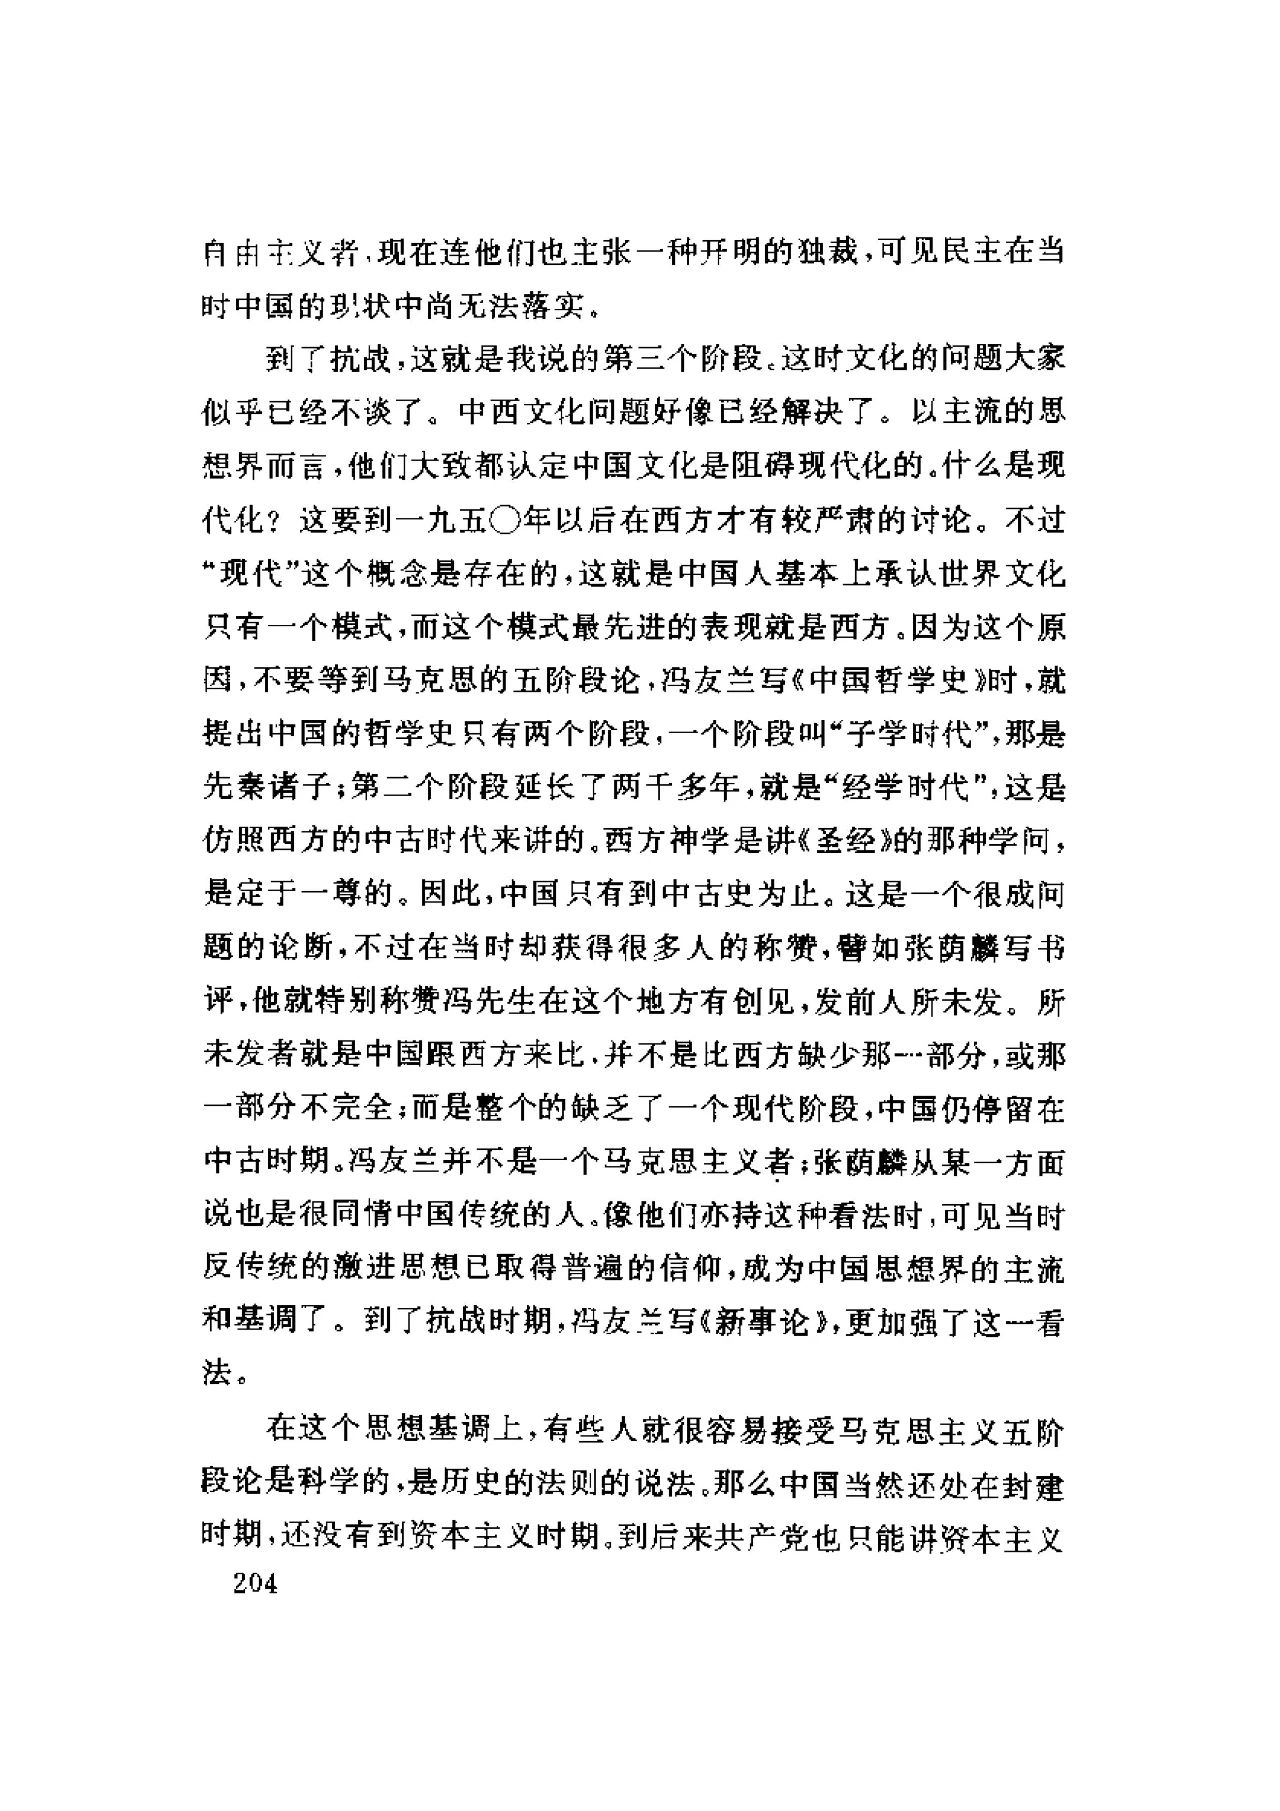 自由主义者,现在连他们也主张一种开明的独裁,可见民主在当
时中国的现状中尚无法落实。
到了抗战,这就是我说的第三个阶段。这时文化的问题大家
似乎已经不谈了。中西文化问题好像已经解决了。以主流的思
想界而言,他们大致都认定中国文化是阻碍现代化的。什么是现
代化?这要到一九五〇年以后在西方才有较严肃的讨论。不过
“现代”这个概念是存在的,这就是中国人基本上承认世界文化
只有一个模式,而这个模式最先进的表现就是西方。因为这个原
因,不要等到马克思的五阶段论,冯友兰写《中国哲学史》时,就
提出中国的哲学史只有两个阶段,一个阶段叫“子学时代”,那是
先秦诸子;第二个阶段延长了两千多年,就是“经学时代”,这是
仿照西方的中古时代来讲的。西方神学是讲《圣经》的那种学问,
是定于一尊的。因此,中国只有到中古史为止。这是一个很成问
题的论断,不过在当时却获得很多人的称赞,譬如张荫麟写书
评,他就特别称赞冯先生在这个地方有创见,发前人所未发。所
未发者就是中国跟西方来比,并不是比西方缺少那一部分,或那
一部分不完全;而是整个的缺乏了一个现代阶段,中国仍停留在
中古时期。冯友兰并不是一个马克思主义者;张荫麟从某一方面
说也是很同情中国传统的人。像他们亦持这种看法时,可见当时
反传统的激进思想已取得普遍的信仰,成为中国思想界的主流
和基调了。到了抗战时期,冯友兰写《新事论》,更加强了这一看
法。
在这个思想基调上,有些人就很容易接受马克思主义五阶
段论是科学的,是历史的法则的说法。那么中国当然还处在封建
时期,还没有到资本主义时期。到后来共产党也只能讲资本主义
204